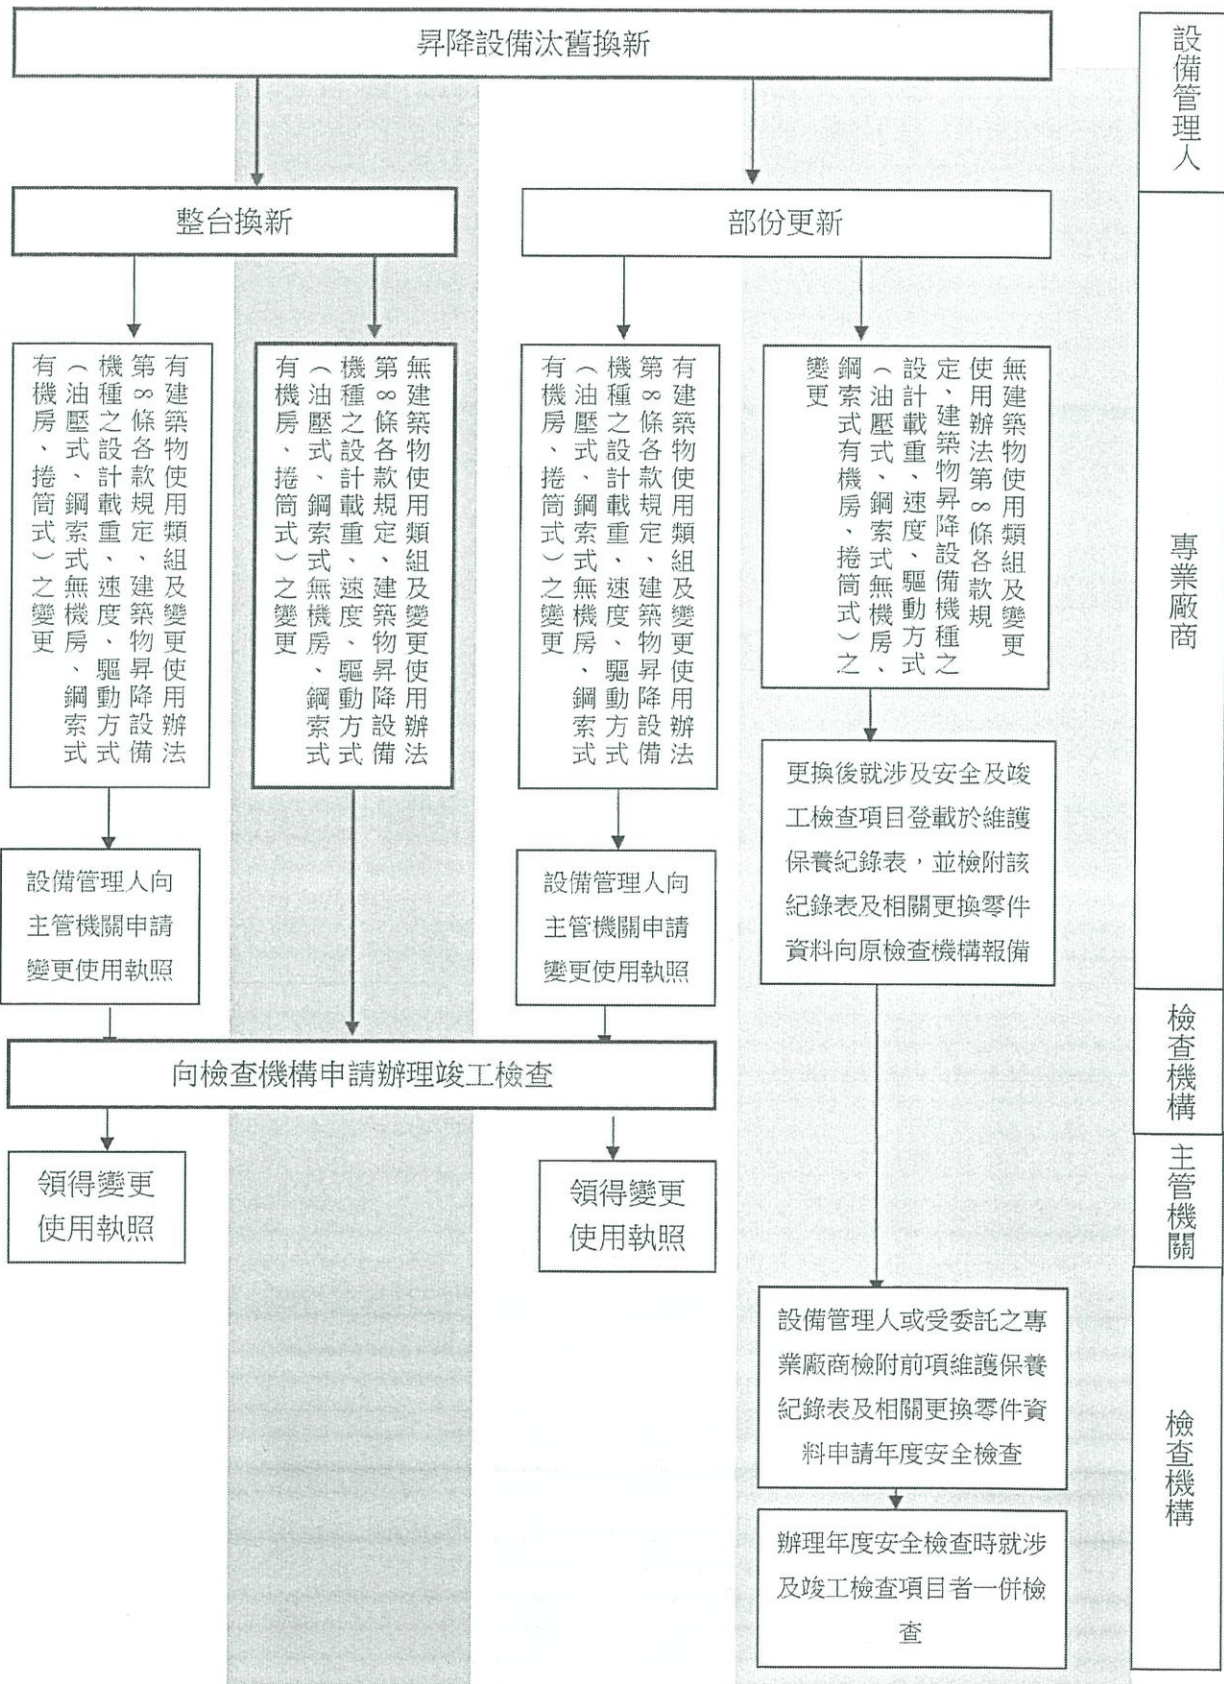 昇降設備汰舊換新
設備管理人
整台換新
部份更新
有建築物使用類組及變更使用辦法
第8條各款規定、建築物昇降設備
機種之設計載重、速度、驅動方式
（油壓式、鋼索式無機房、鋼索式
有機房、捲筒式）之變更
無建築物使用類組及變更使用辦法
第8條各款規定、建築物昇降設備
機種之設計載重、速度、驅動方式
（油壓式、鋼索式無機房、鋼索式
有機房、捲筒式）之變更
有建築物使用類組及變更使用辦法
第8條各款規定、建築物昇降設備
機種之設計載重、速度、驅動方式
（油壓式、鋼索式無機房、鋼索式
有機房、捲筒式）之變更
無建築物使用類組及變更
使用辦法第8條各款規
定、建築物昇降設備機種之
設計載重、速度、驅動方式
（油壓式、鋼索式無機房、
鋼索式有機房、捲筒式）之
變更
專業廠商
更換後就涉及安全及竣
工檢查項目登載於維護
保養紀錄表，並檢附該
紀錄表及相關更換零件
資料向原檢查機構報備
設備管理人向
主管機關申請
變更使用執照
設備管理人向
主管機關申請
變更使用執照
向檢查機構申請辦理竣工檢查
檢查機構
領得變更
使用執照
領得變更
使用執照
主管機關
設備管理人或受委託之專
業廠商檢附前項維護保養
紀錄表及相關更換零件資
料申請年度安全檢查
檢查機構
辦理年度安全檢查時就涉
及竣工檢查項目者一併檢
查